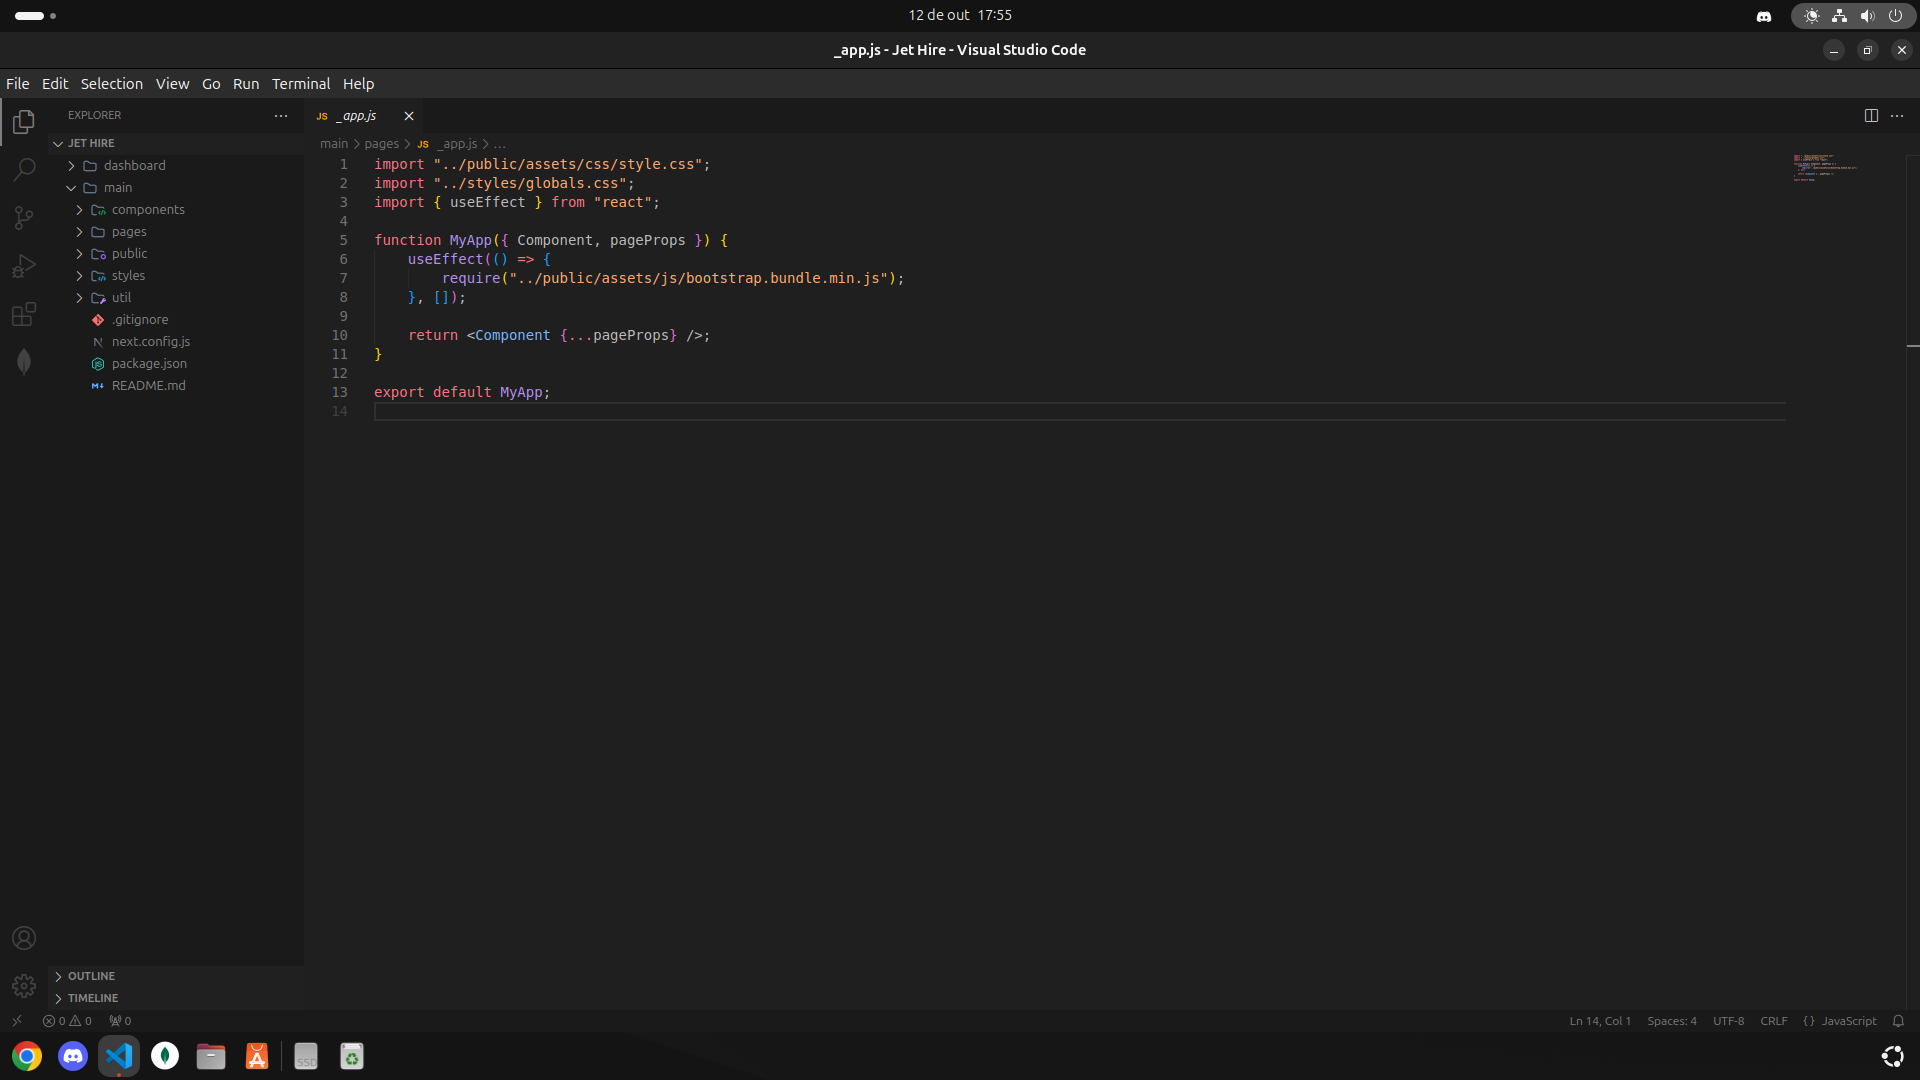 12 de out 17:55
_app.js - Jet Hire - Visual Studio Code
File Edit Selection View Go Run Terminal Help
EXPLORER
JS _app.js
JET HIRE
main > pages > JS _app.js > ...
dashboard
main
components
pages
public
styles
util
.gitignore
N next.config.js
package.json
M↓ README.md
1 import "../public/assets/css/style.css";
2 import "../styles/globals.css";
3 import { useEffect } from "react";
4
5 function MyApp({ Component, pageProps }) {
6 useEffect(() => {
7 require("../public/assets/js/bootstrap.bundle.min.js");
8 }, []);
9
10 return <Component {...pageProps} />;
11 }
12
13 export default MyApp;
14
OUTLINE
TIMELINE
0 0 0
Ln 14, Col 1 Spaces: 4 UTF-8 CRLF {} JavaScript
SSD